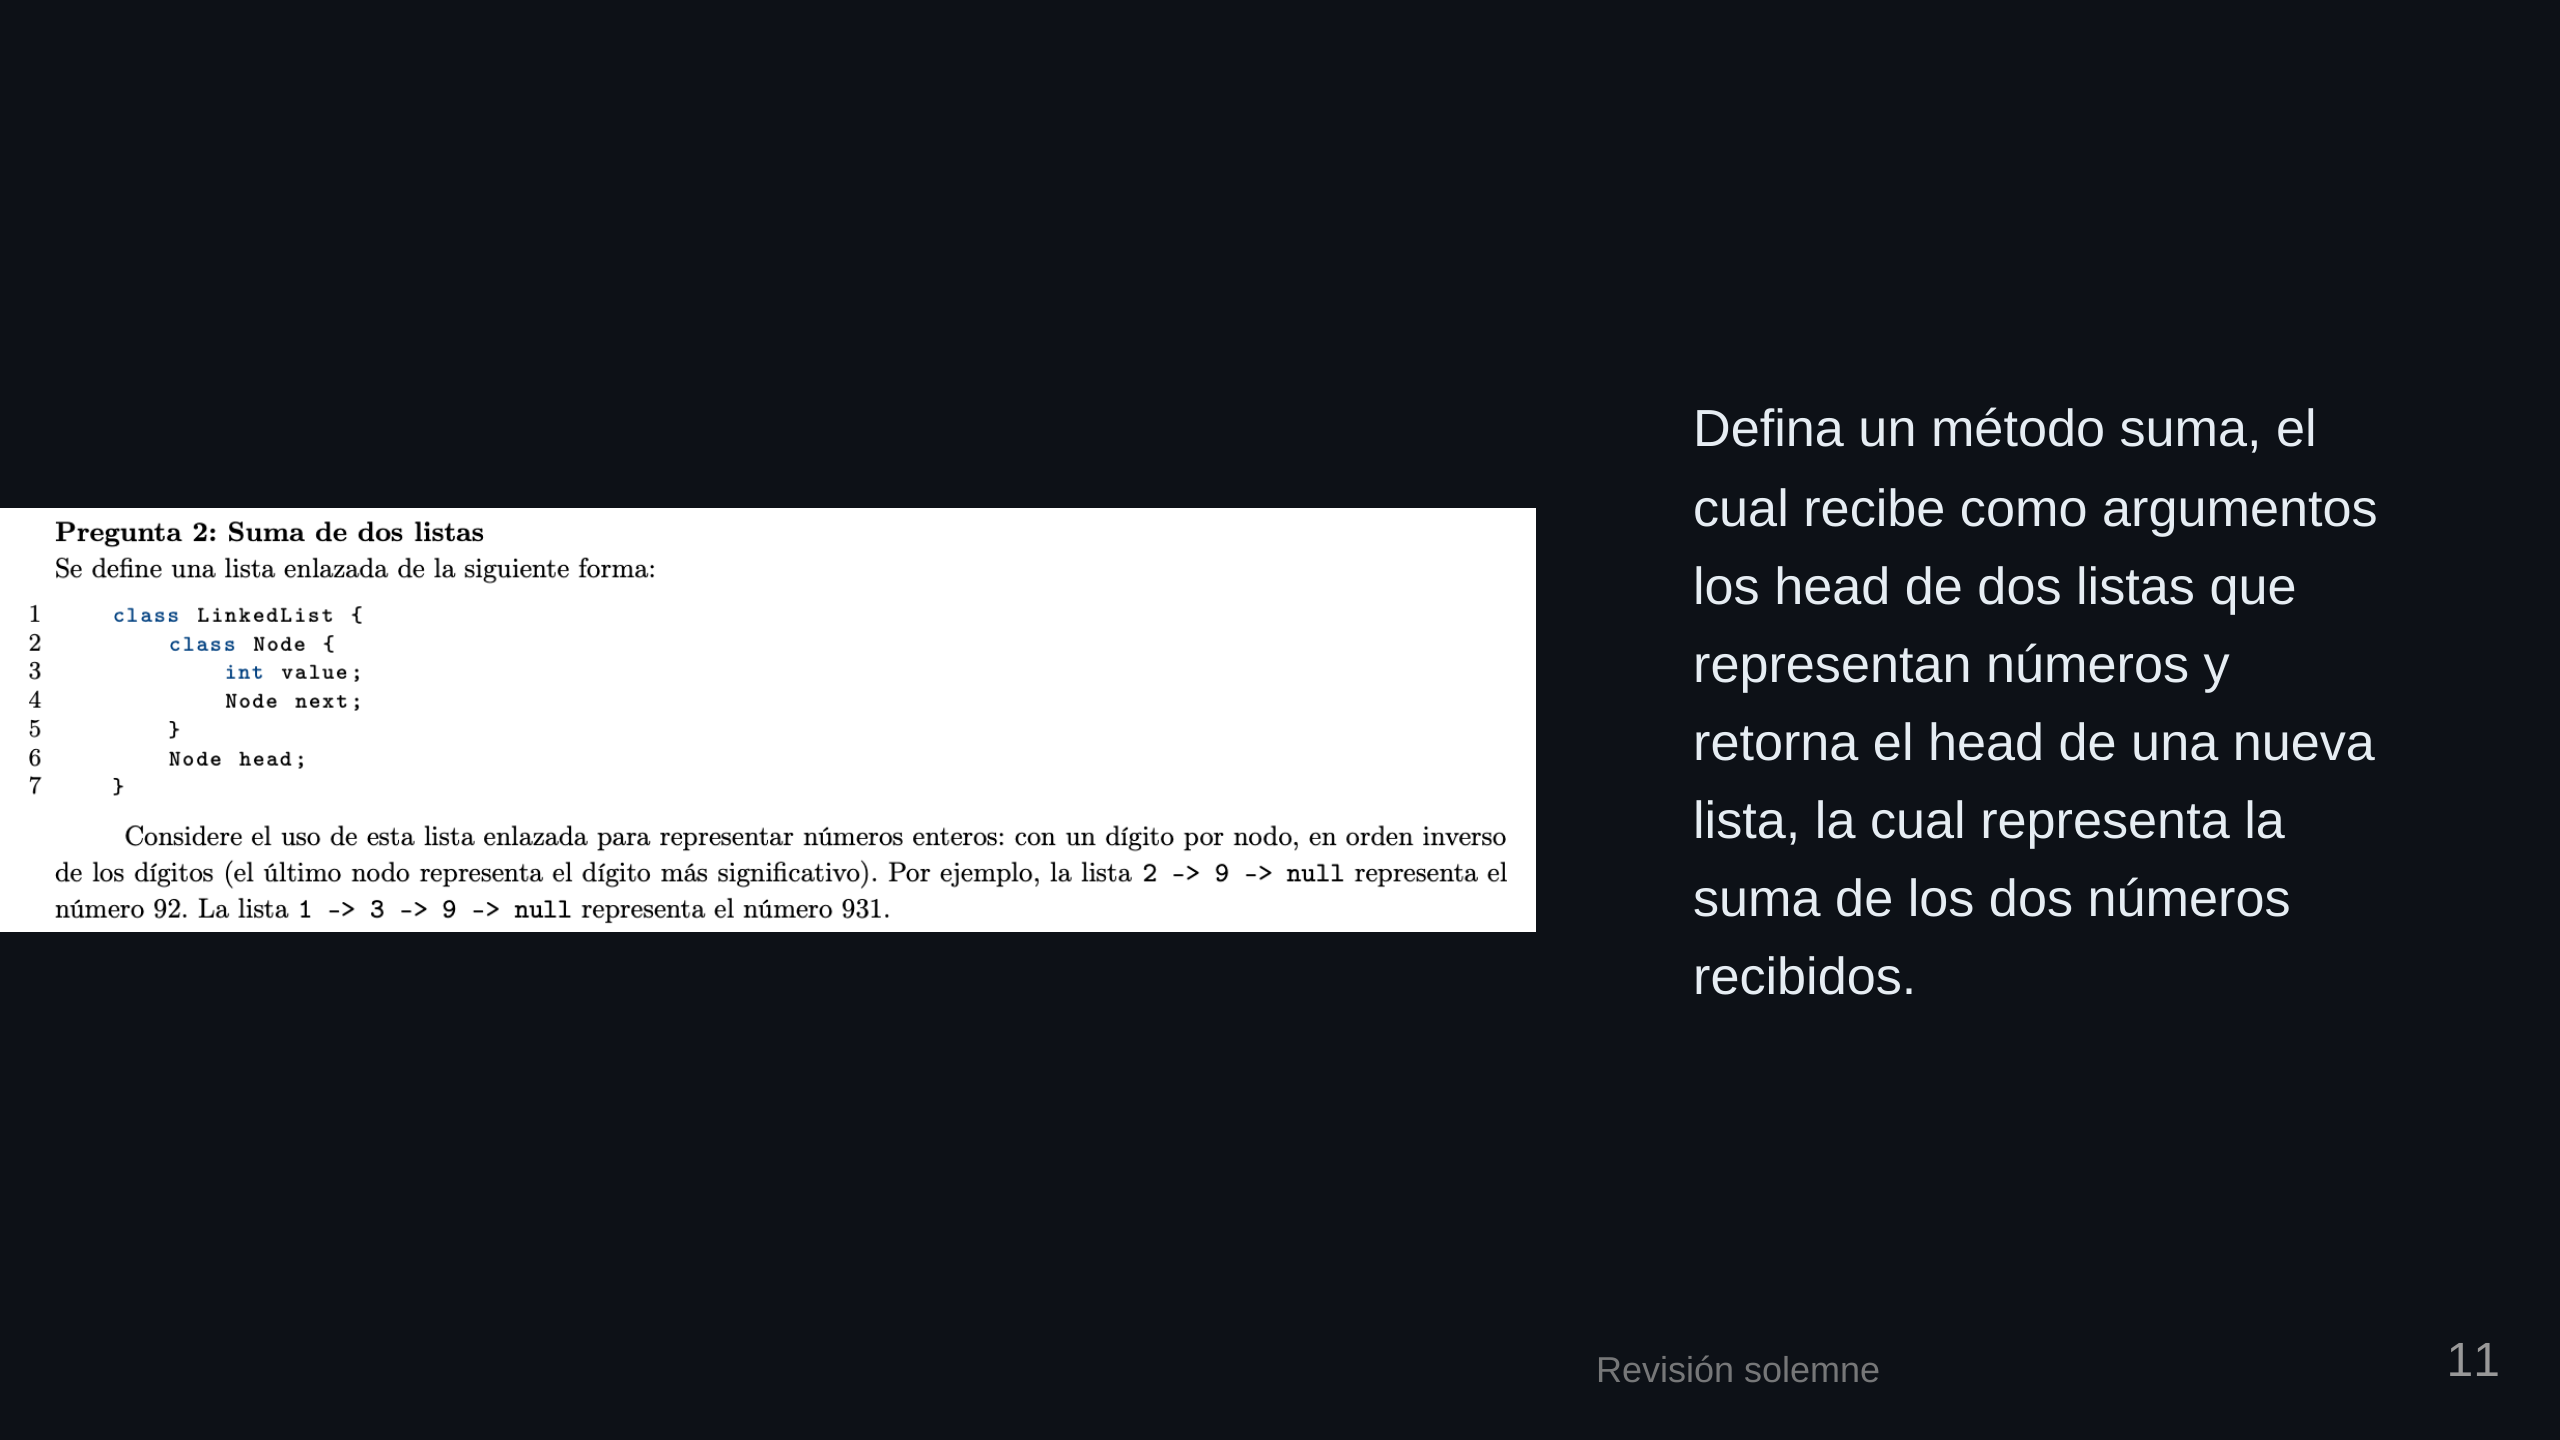 Pregunta 2: Suma de dos listas
Se define una lista enlazada de la siguiente forma:
1 class LinkedList {
2 class Node {
3 int value;
4 Node next;
5 }
6 Node head;
7 }
Considere el uso de esta lista enlazada para representar números enteros: con un dígito por nodo, en orden inverso
de los dígitos (el último nodo representa el dígito más significativo). Por ejemplo, la lista 2 -> 9 -> null representa el
número 92. La lista 1 -> 3 -> 9 -> null representa el número 931.
Defina un método suma, el
cual recibe como argumentos
los head de dos listas que
representan números y
retorna el head de una nueva
lista, la cual representa la
suma de los dos números
recibidos.
Revisión solemne
11